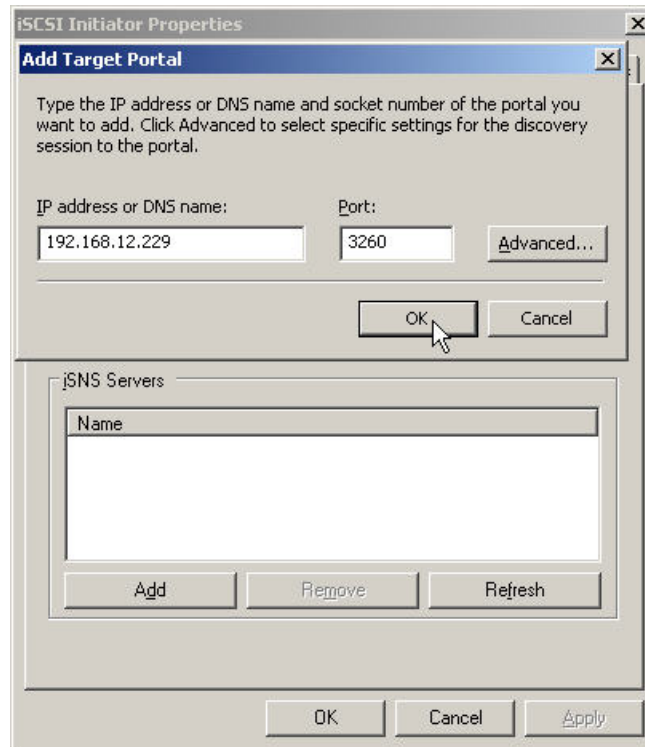 iSCSI Initiator Properties
Add Target Portal
Type the IP address or DNS name and socket number of the portal you
want to add. Click Advanced to select specific settings for the discovery
session to the portal.
IP address or DNS name: Port:
192.168.12.229 3260 Advanced...
OK Cancel
iSNS Servers
Name
Add Remove Refresh
OK Cancel Apply